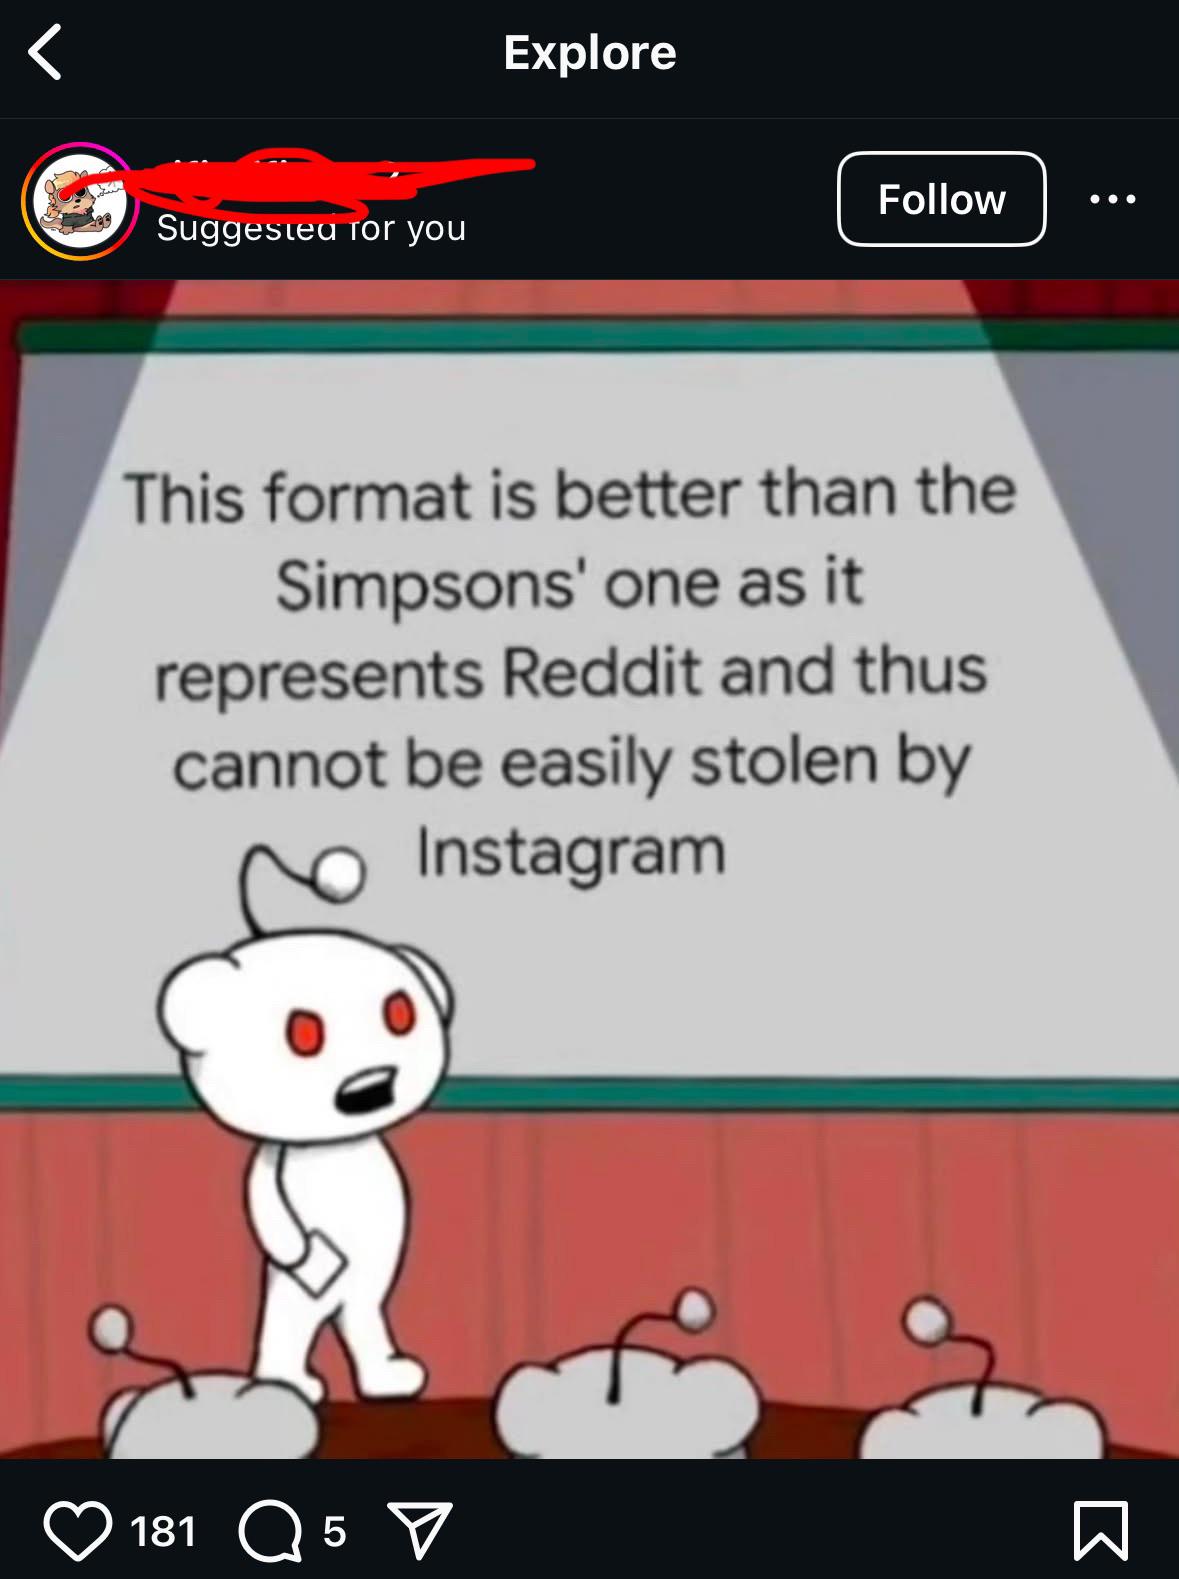 Explore
Suggested for you
Follow
This format is better than the
Simpsons' one as it
represents Reddit and thus
cannot be easily stolen by
Instagram
181
5